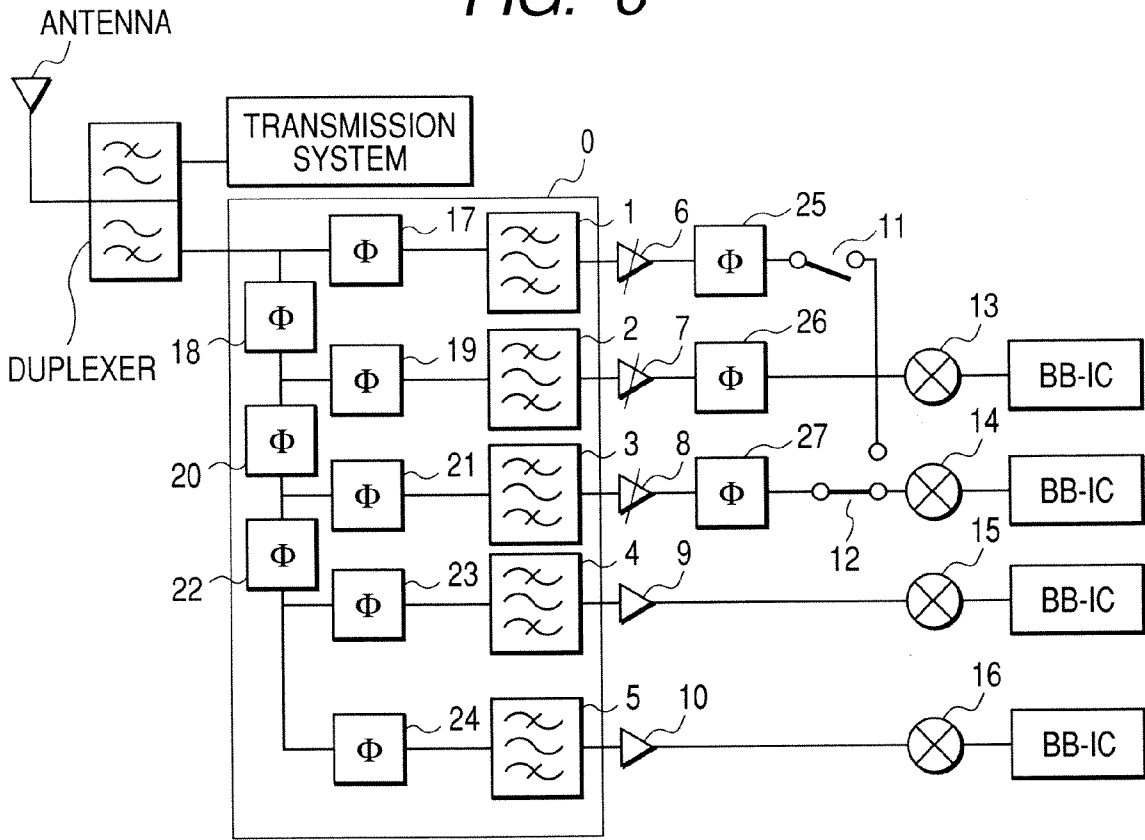 FIG. 6
ANTENNA
TRANSMISSION
SYSTEM
0
DUPLEXER
17
1
6
25
11
Φ
Φ
18
Φ
19
2
7
26
13
Φ
Φ
BB-IC
20
Φ
21
3
8
27
14
Φ
Φ
BB-IC
12
22
Φ
23
4
9
15
Φ
BB-IC
24
5
10
16
Φ
BB-IC